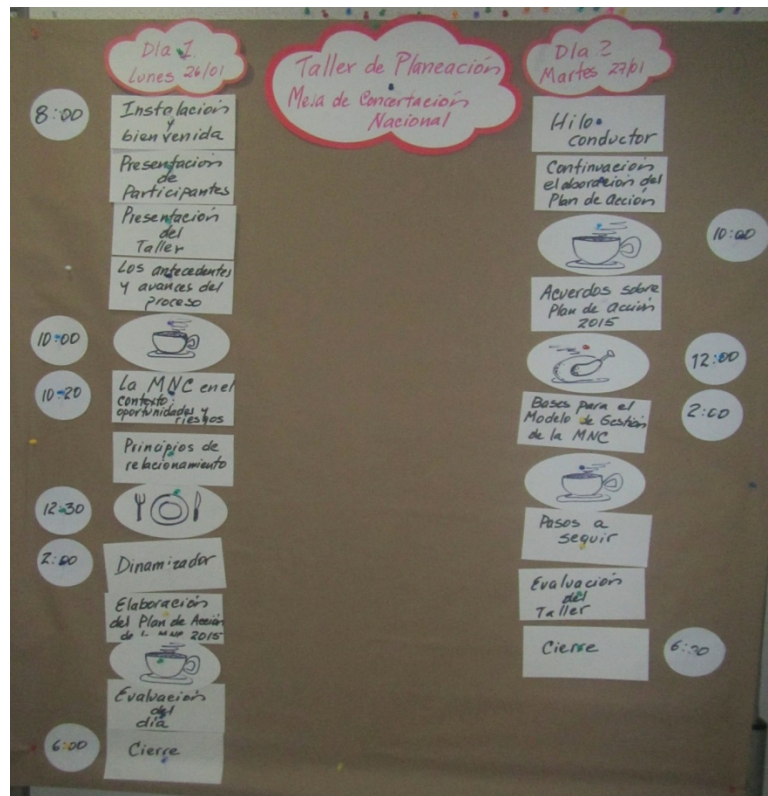 Taller de Planeación
Mesa de Concertación
Nacional
Día 1
Lunes 26/01
8:00
Instalación
y
bienvenida
Presentación
de
Participantes
Presentación
del
Taller
Los antecedentes
y avances del
proceso
10:00
10:20
La MNC en el
contexto:
oportunidades y
riesgos
Principios de
relacionamiento
12:30
2:00
Dinamizador
Elaboración
del Plan de Acción
2015
Evaluación
del
día
6:00
Cierre
Día 2
Martes 27/01
Hilo
conductor
Continuación
elaboración del
Plan de acción
10:00
Acuerdos sobre
Plan de acción
2015
12:00
2:00
Bases para el
Modelo de Gestión
de la MNC
Pasos a
seguir
Evaluación
del
Taller
Cierre